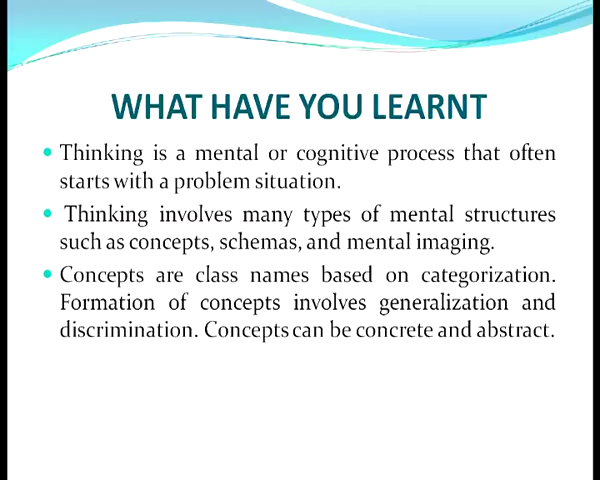 WHAT HAVE YOU LEARNT
Thinking is a mental or cognitive process that often
starts with a problem situation.
Thinking involves many types of mental structures
such as concepts, schemas, and mental imaging.
Concepts are class names based on categorization.
Formation of concepts involves generalization and
discrimination. Concepts can be concrete and abstract.